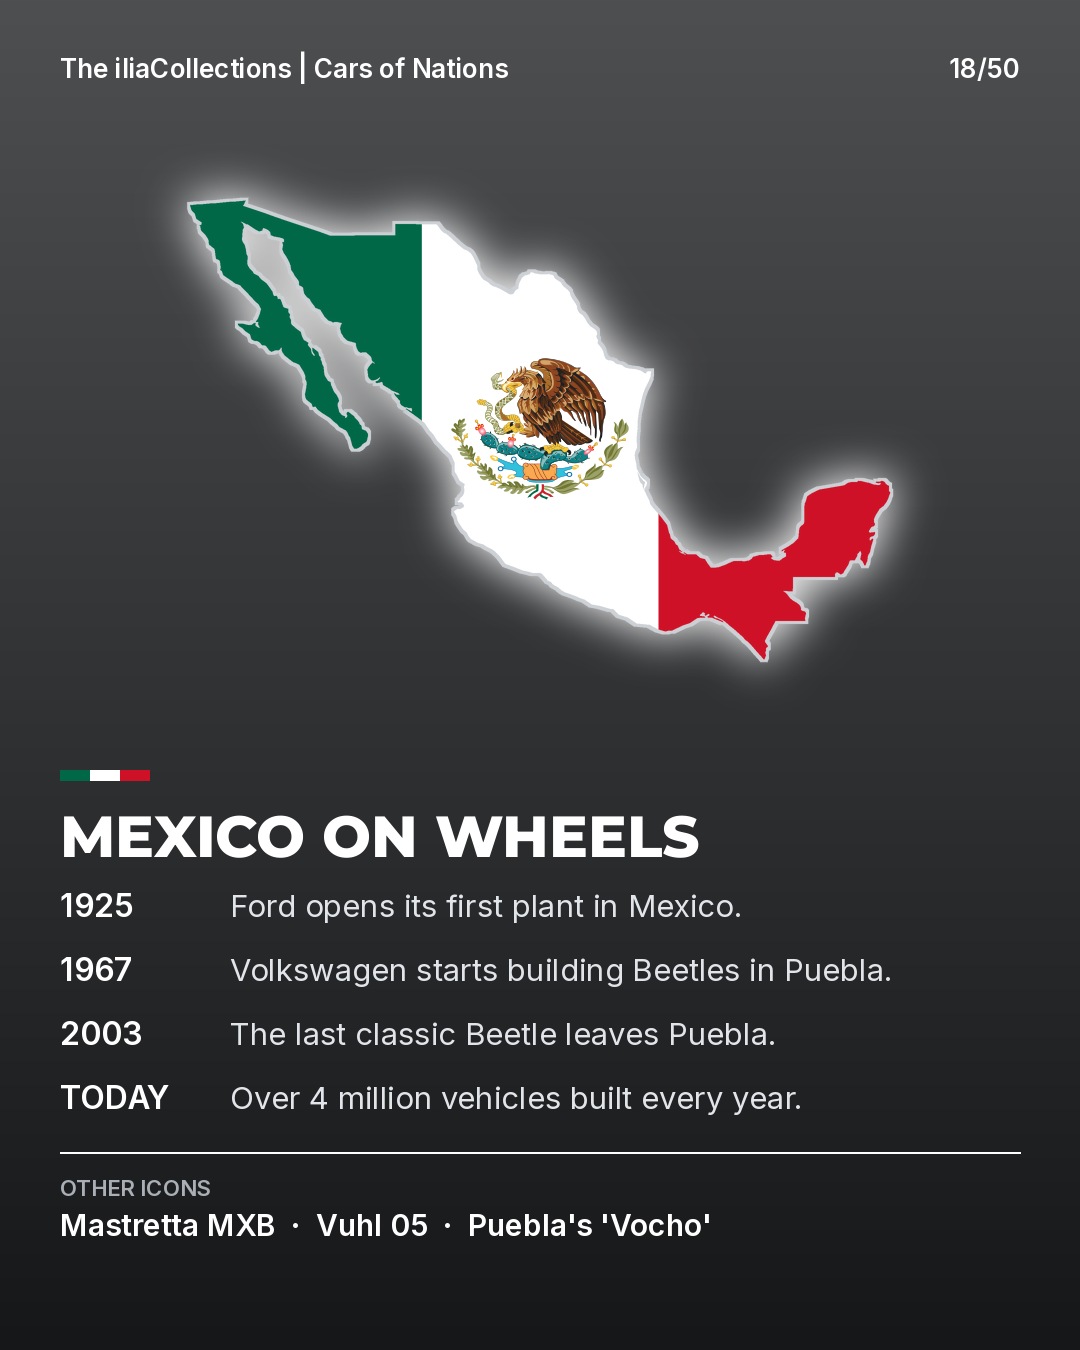 The iliaCollections | Cars of Nations
18/50
MEXICO ON WHEELS
1925 Ford opens its first plant in Mexico.
1967 Volkswagen starts building Beetles in Puebla.
2003 The last classic Beetle leaves Puebla.
TODAY Over 4 million vehicles built every year.
OTHER ICONS
Mastretta MXB · Vuhl 05 · Puebla's 'Vocho'